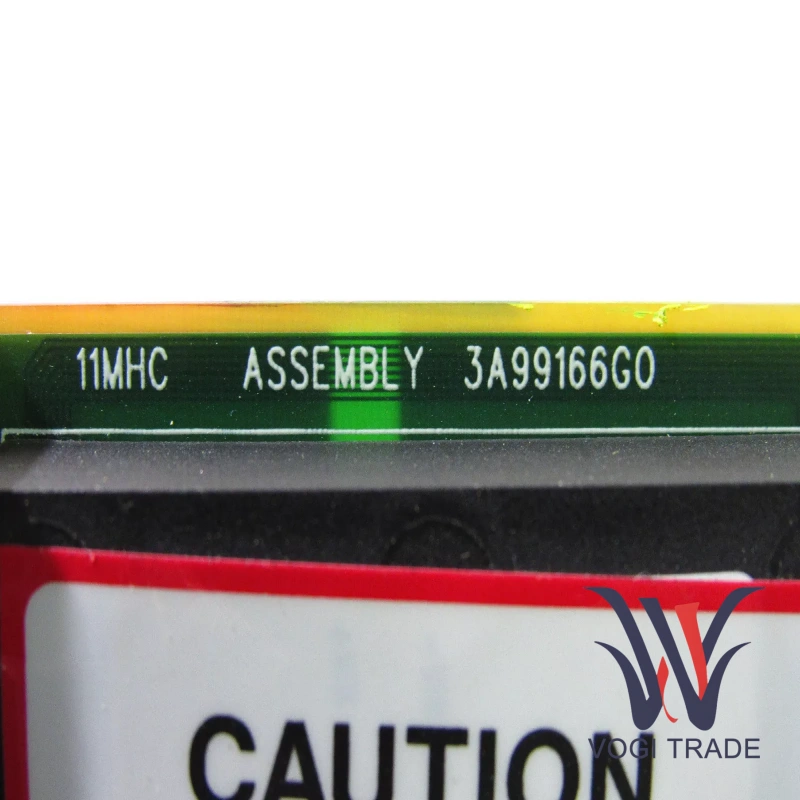 11MHC ASSEMBLY 3A99166G0
CAUTION
VOGI TRADE